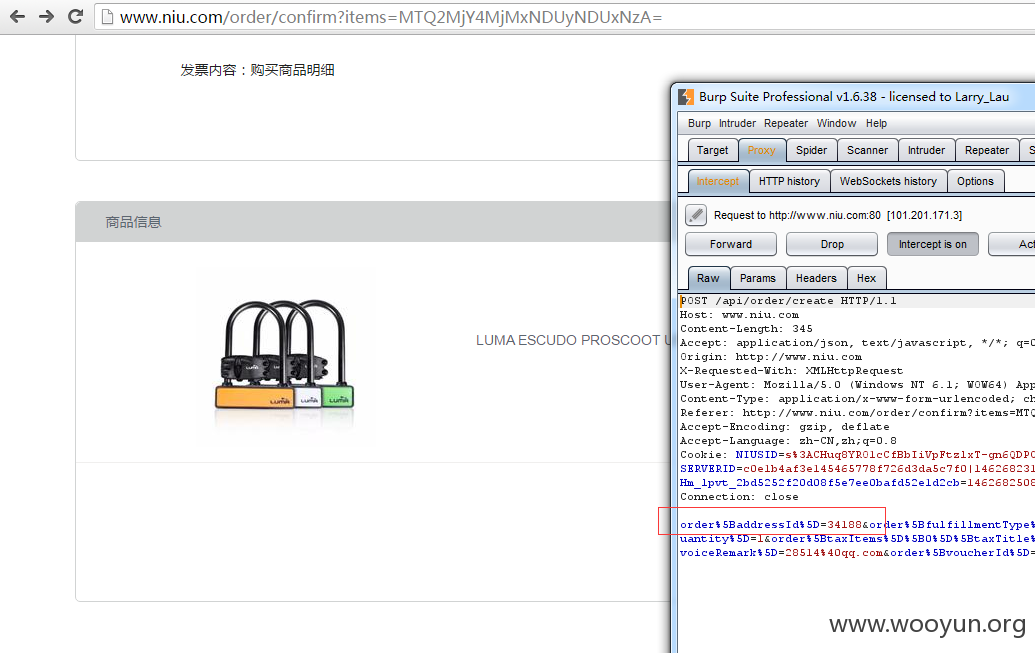 www.niu.com/order/confirm?items=MTQ2MjY4MjMxNDUyNDUxNzA=
发票内容：购买商品明细
商品信息
LUMA ESCUDO PROSCOOT U
Burp Suite Professional v1.6.38 - licensed to Larry_Lau
Burp Intruder Repeater Window Help
Target Proxy Spider Scanner Intruder Repeater S
Intercept HTTP history WebSockets history Options
Request to http://www.niu.com:80 [101.201.171.3]
Forward Drop Intercept is on Act
Raw Params Headers Hex
POST /api/order/create HTTP/1.1
Host: www.niu.com
Content-Length: 345
Accept: application/json, text/javascript, */*; q=0
Origin: http://www.niu.com
X-Requested-With: XMLHttpRequest
User-Agent: Mozilla/5.0 (Windows NT 6.1; WOW64) App
Content-Type: application/x-www-form-urlencoded; ch
Referer: http://www.niu.com/order/confirm?items=MTQ
Accept-Encoding: gzip, deflate
Accept-Language: zh-CN,zh;q=0.8
Cookie: NIUSID=s%3ACHuq8YR01cCfBbIiVpFtzlxT-gn6QDPC
SERVERID=c0e1b4af3e145465778f726d3da5c7f0|146268231
Hm_lpvt_2bd5252f20d08f5e7ee0bafd52e1d2cb=1462682508
Connection: close
order%5BaddressId%5D=34188&order%5BfulfillmentType%
uantity%5D=1&order%5BtaxItems%5D%5B0%5D%5BtaxTitle%
voiceRemark%5D=28514%40qq.com&order%5BvoucherId%5D=
www.wooyun.org